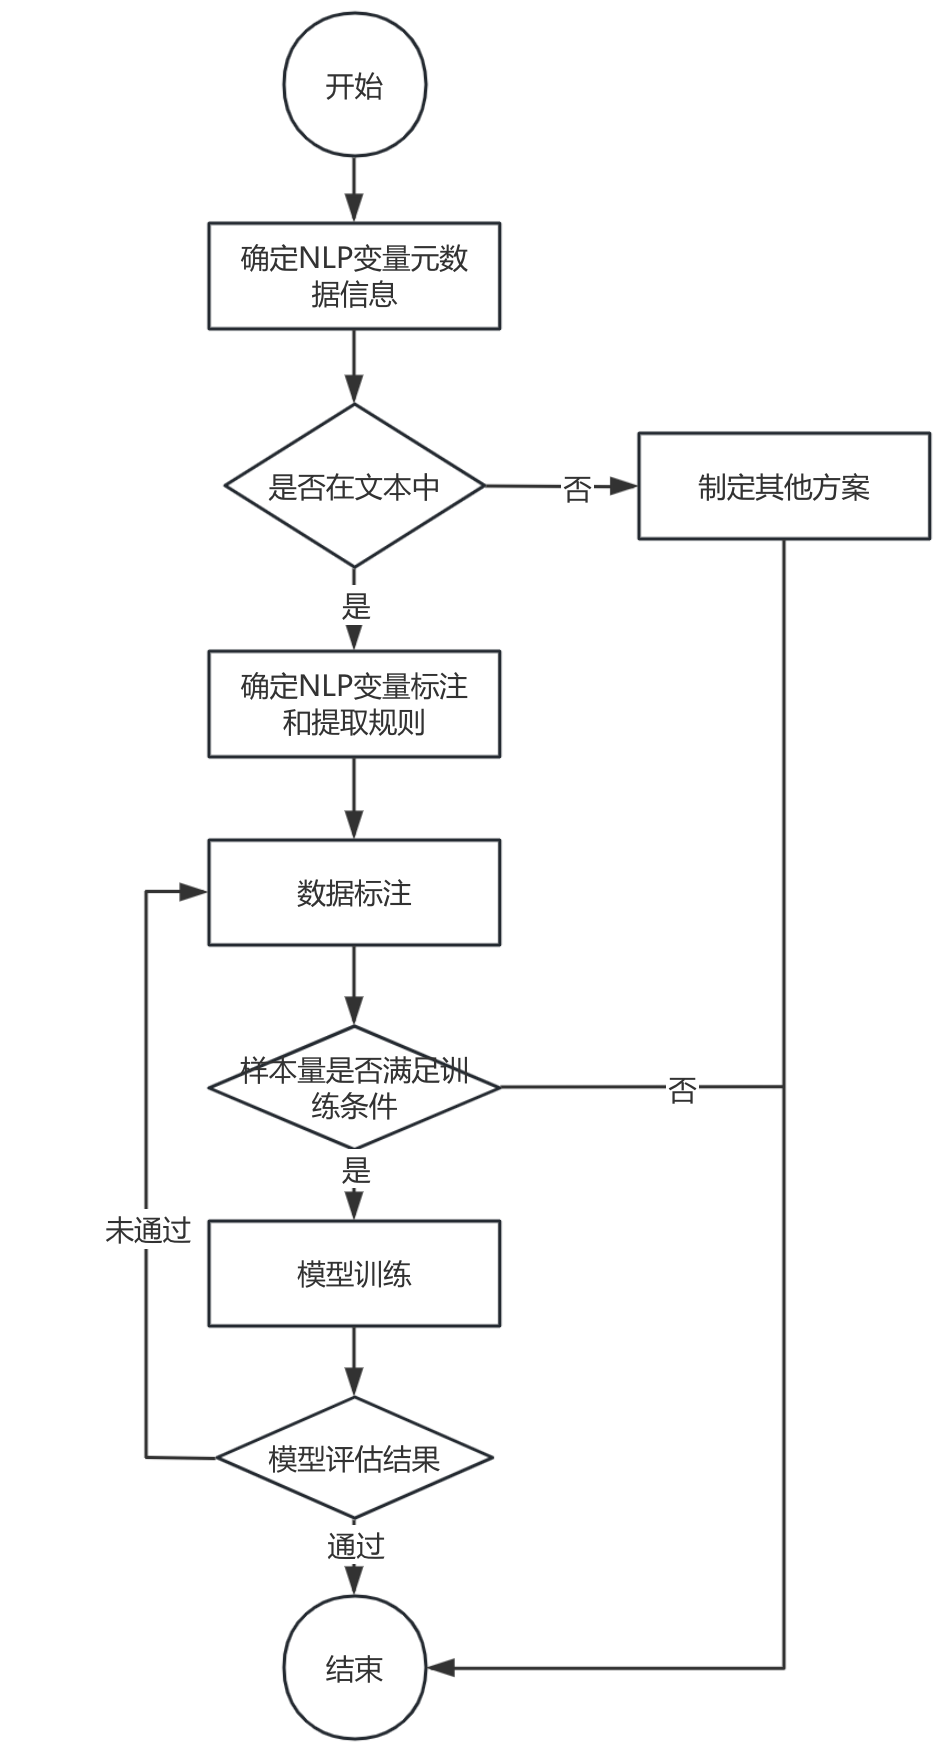 开始
确定NLP变量元数
据信息
是否在文本中
否
制定其他方案
是
确定NLP变量标注
和提取规则
数据标注
样本量是否满足训
练条件
否
是
未通过
模型训练
模型评估结果
通过
结束